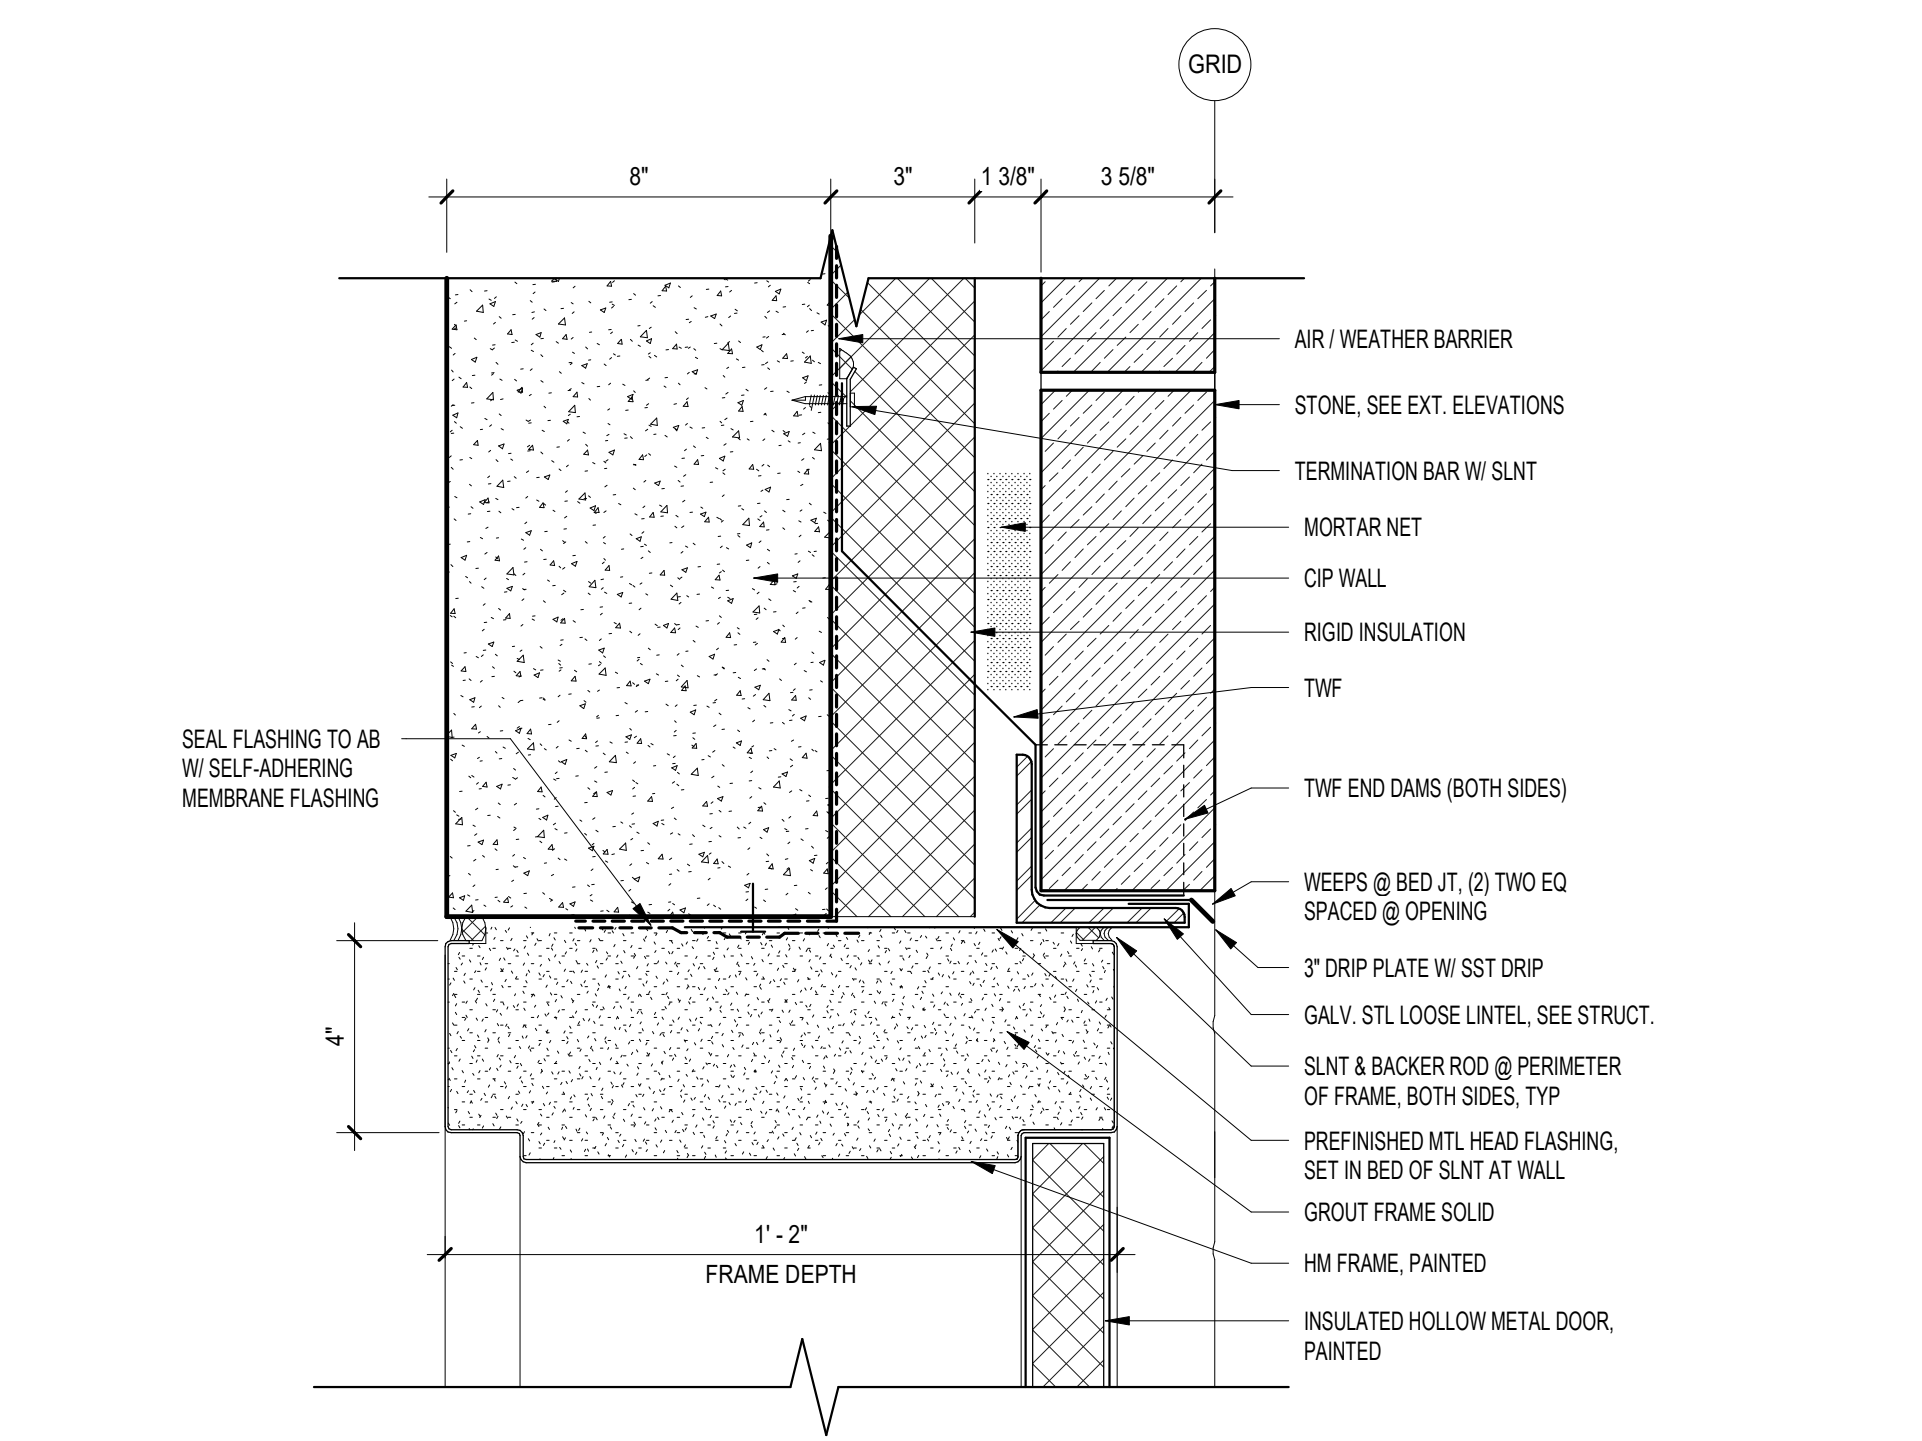 GRID
8"
3"
1 3/8"
3 5/8"
AIR / WEATHER BARRIER
STONE, SEE EXT. ELEVATIONS
TERMINATION BAR W/ SLNT
MORTAR NET
CIP WALL
RIGID INSULATION
TWF
SEAL FLASHING TO AB
W/ SELF-ADHERING
MEMBRANE FLASHING
TWF END DAMS (BOTH SIDES)
WEEPS @ BED JT, (2) TWO EQ
SPACED @ OPENING
3" DRIP PLATE W/ SST DRIP
GALV. STL LOOSE LINTEL, SEE STRUCT.
4"
SLNT & BACKER ROD @ PERIMETER
OF FRAME, BOTH SIDES, TYP
PREFINISHED MTL HEAD FLASHING,
SET IN BED OF SLNT AT WALL
GROUT FRAME SOLID
1' - 2"
FRAME DEPTH
HM FRAME, PAINTED
INSULATED HOLLOW METAL DOOR,
PAINTED